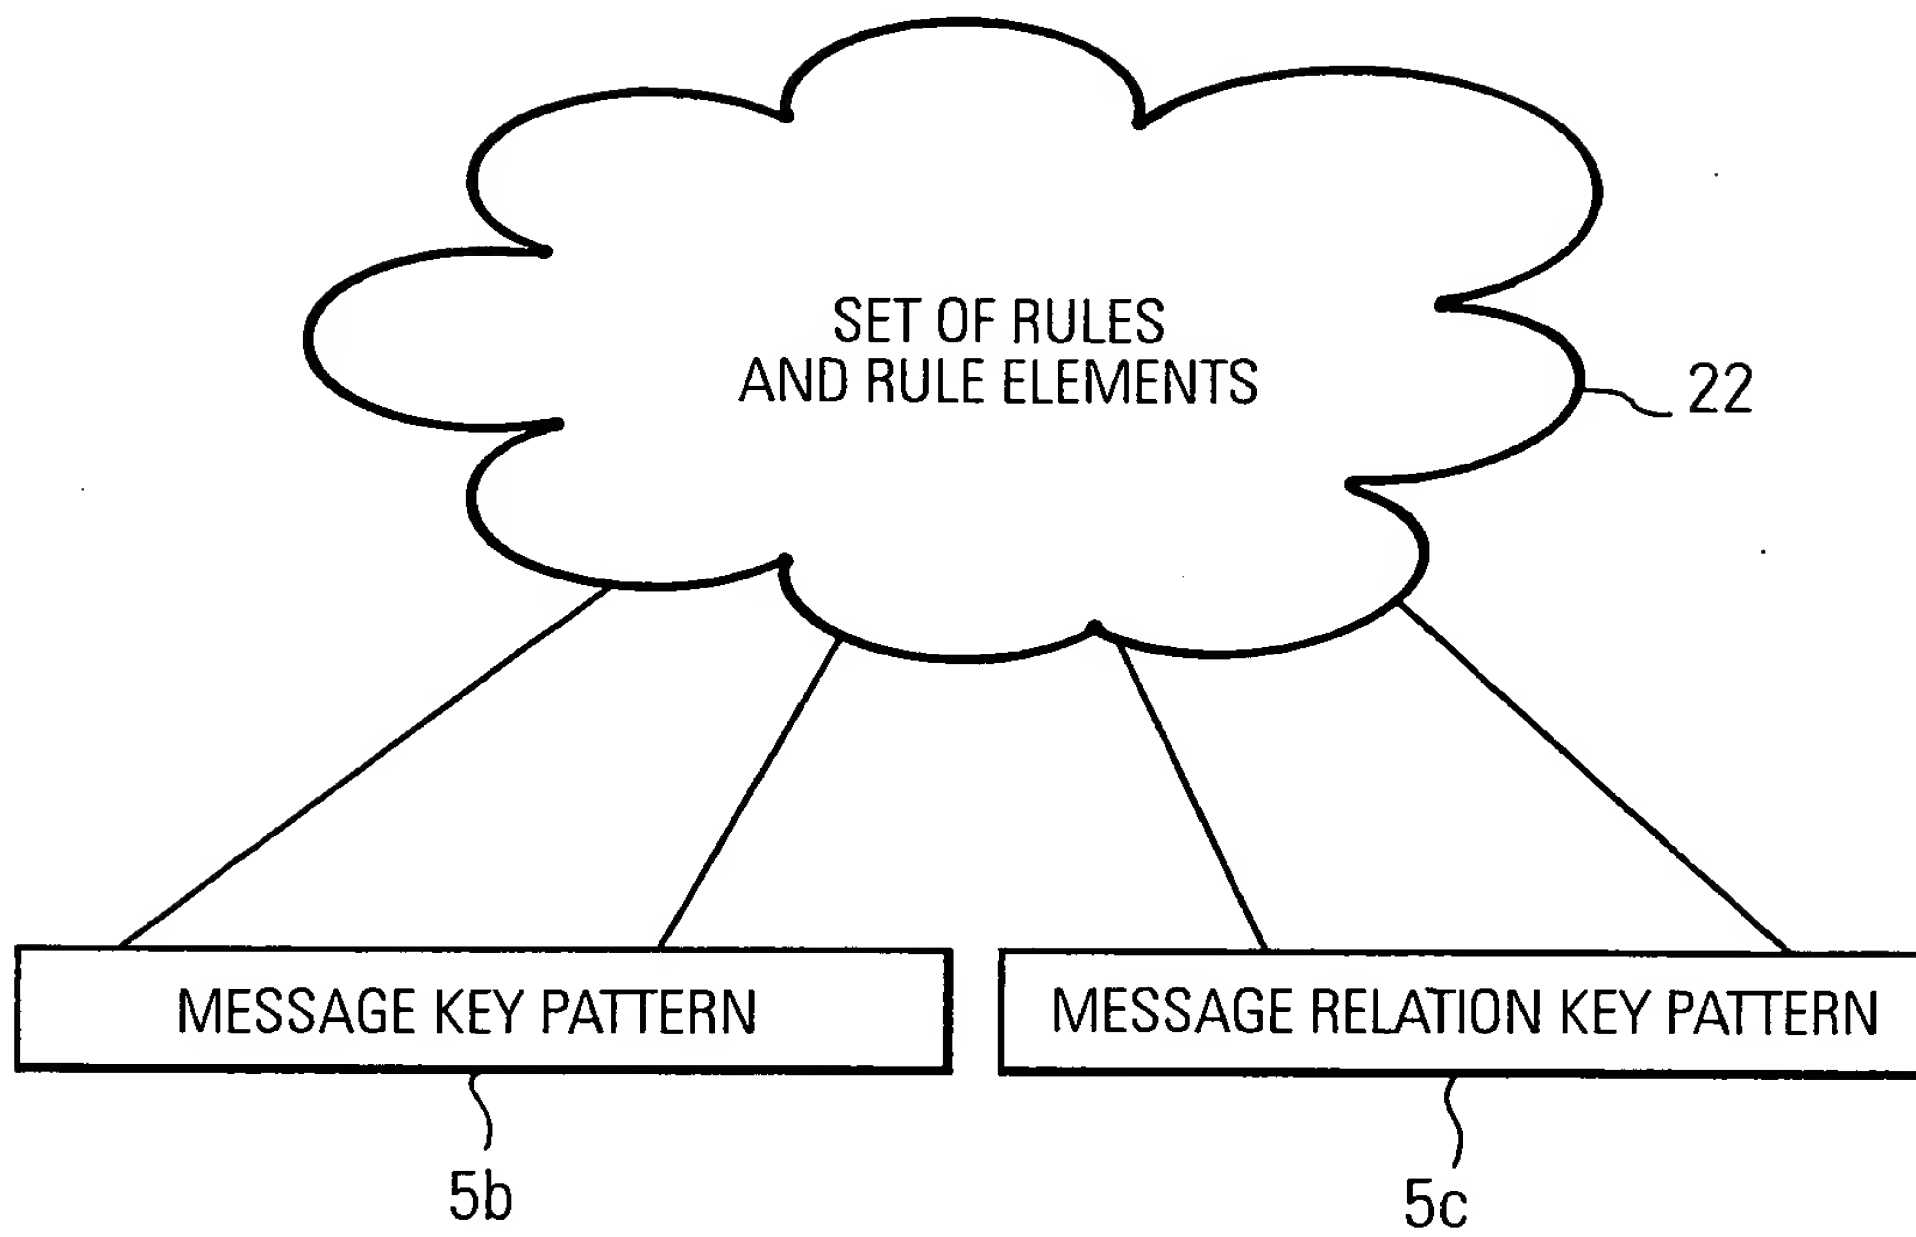 SET OF RULES
AND RULE ELEMENTS
22
MESSAGE KEY PATTERN
MESSAGE RELATION KEY PATTERN
5b
5c